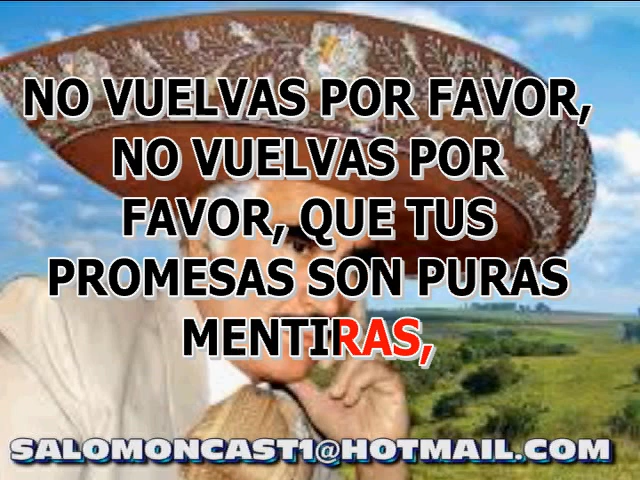 NO VUELVAS POR FAVOR,
NO VUELVAS POR
FAVOR, QUE TUS
PROMESAS SON PURAS
MENTIRAS,
SALOMONCAST1@HOTMAIL.COM